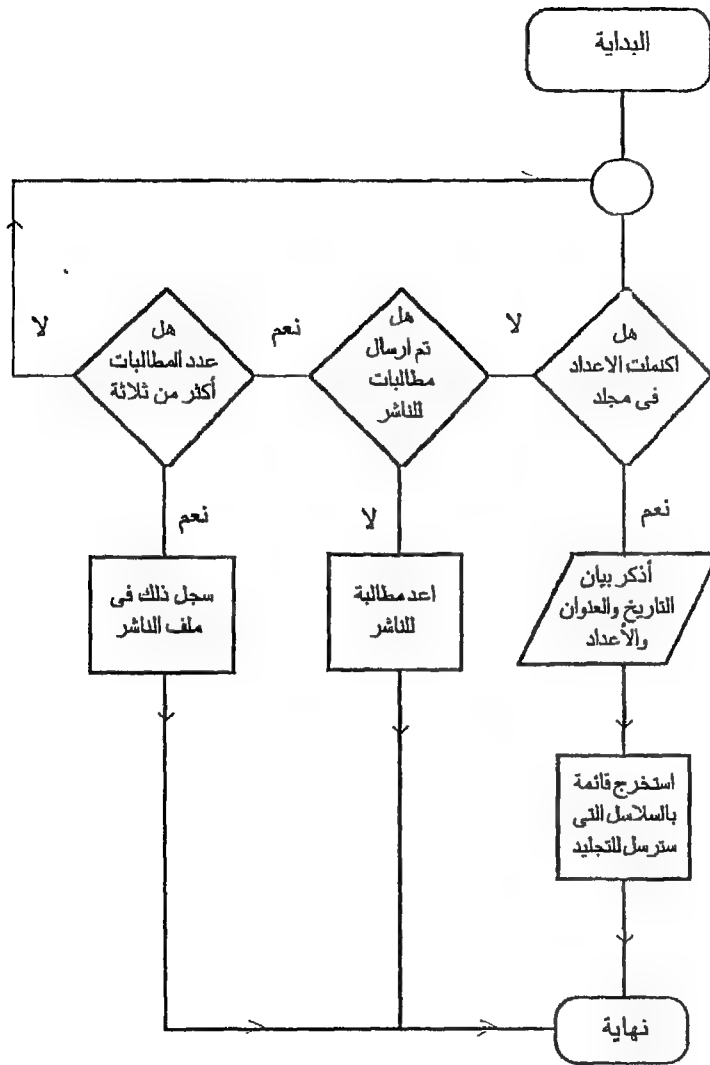 البداية
هل
اكتملت الاعداد
فى مجلد
لا
هل
تم ارسال
مطالبات
للناشر
نعم
هل
عدد المطالبات
أكثر من ثلاثة
لا
نعم
أذكر بيان
التاريخ والعنوان
والأعداد
لا
اعد مطالبة
للناشر
نعم
سجل ذلك فى
ملف الناشر
استخرج قائمة
بالسلاسل التى
سترسل للتجليد
نهاية